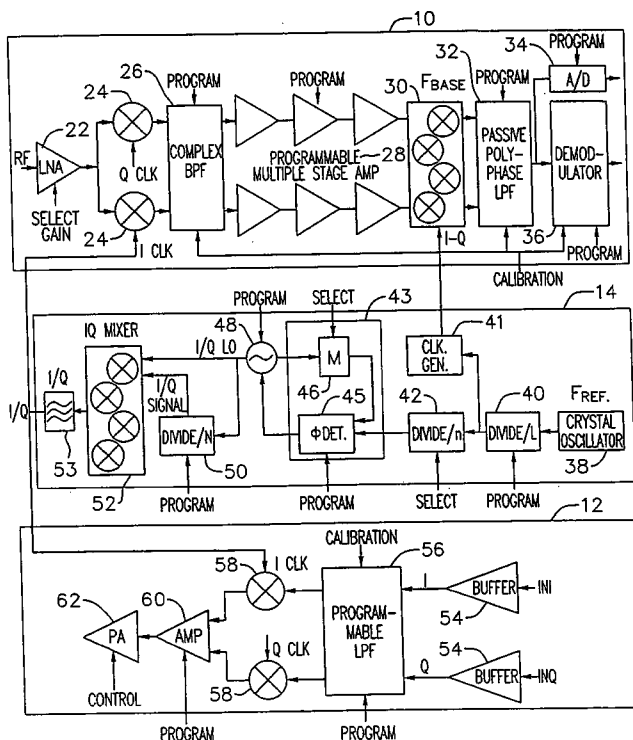 10
PROGRAM
34
26
PROGRAM
PROGRAM
30
FBASE
32
PROGRAM
A/D
24
22
RF
LNA
Q CLK
COMPLEX
BPF
PROGRAMMABLE
MULTIPLE STAGE AMP
28
PASSIVE
POLY-
PHASE
LPF
DEMOD-
ULATOR
SELECT
GAIN
24
I CLK
I-Q
36
PROGRAM
CALIBRATION
PROGRAM
SELECT
43
14
IQ MIXER
48
I/Q LO
M
46
41
CLK.
GEN.
I/Q
I/Q
I/Q
SIGNAL
45
42
40
FREF.
53
DIVIDE/N
ΦDET.
DIVIDE/n
DIVIDE/L
CRYSTAL
OSCILLATOR
50
38
52
PROGRAM
PROGRAM
SELECT
PROGRAM
12
CALIBRATION
56
58
I CLK
62
60
PROGRAM-
MABLE
LPF
I
BUFFER
INI
54
PA
AMP
Q CLK
54
Q
BUFFER
INQ
58
CONTROL
PROGRAM
PROGRAM